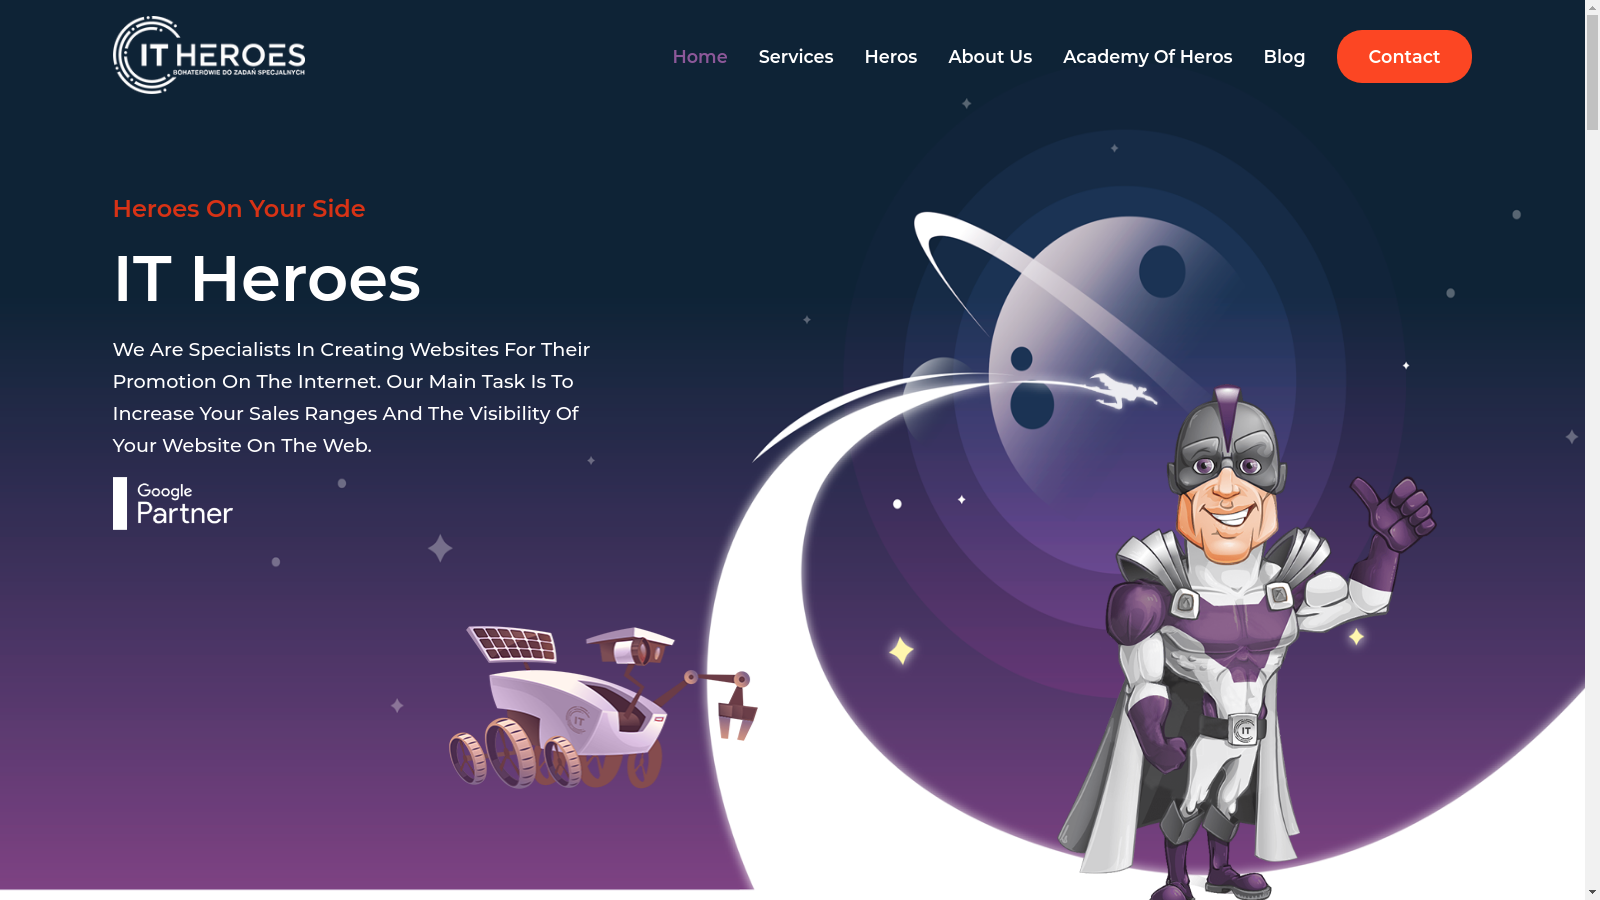 IT HEROES
BOHATEROWIE DO ZADAŃ SPECJALNYCH
Home
Services
Heros
About Us
Academy Of Heros
Blog
Contact
Heroes On Your Side
IT Heroes
We Are Specialists In Creating Websites For Their
Promotion On The Internet. Our Main Task Is To
Increase Your Sales Ranges And The Visibility Of
Your Website On The Web.
Google
Partner
IT
IT